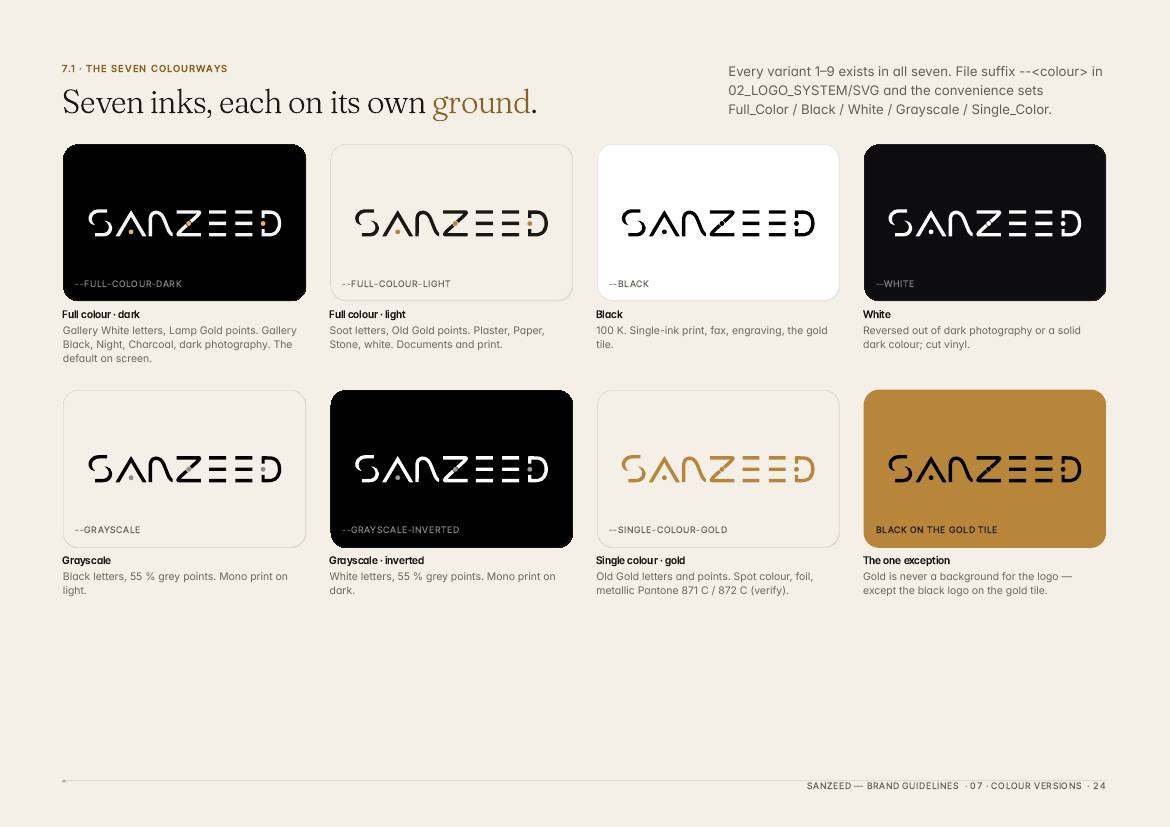 7.1 · THE SEVEN COLOURWAYS
Seven inks, each on its own ground.
Every variant 1–9 exists in all seven. File suffix --<colour> in
02_LOGO_SYSTEM/SVG and the convenience sets
Full_Color / Black / White / Grayscale / Single_Color.
SANZEED
--FULL-COLOUR-DARK
Full colour · dark
Gallery White letters, Lamp Gold points. Gallery
Black, Night, Charcoal, dark photography. The
default on screen.
SANZEED
--FULL-COLOUR-LIGHT
Full colour · light
Soot letters, Old Gold points. Plaster, Paper,
Stone, white. Documents and print.
SANZEED
--BLACK
Black
100 K. Single-ink print, fax, engraving, the gold
tile.
SANZEED
--WHITE
White
Reversed out of dark photography or a solid
dark colour; cut vinyl.
SANZEED
--GRAYSCALE
Grayscale
Black letters, 55 % grey points. Mono print on
light.
SANZEED
--GRAYSCALE-INVERTED
Grayscale · inverted
White letters, 55 % grey points. Mono print on
dark.
SANZEED
--SINGLE-COLOUR-GOLD
Single colour · gold
Old Gold letters and points. Spot colour, foil,
metallic Pantone 871 C / 872 C (verify).
SANZEED
BLACK ON THE GOLD TILE
The one exception
Gold is never a background for the logo —
except the black logo on the gold tile.
SANZEED — BRAND GUIDELINES · 07 · COLOUR VERSIONS · 24